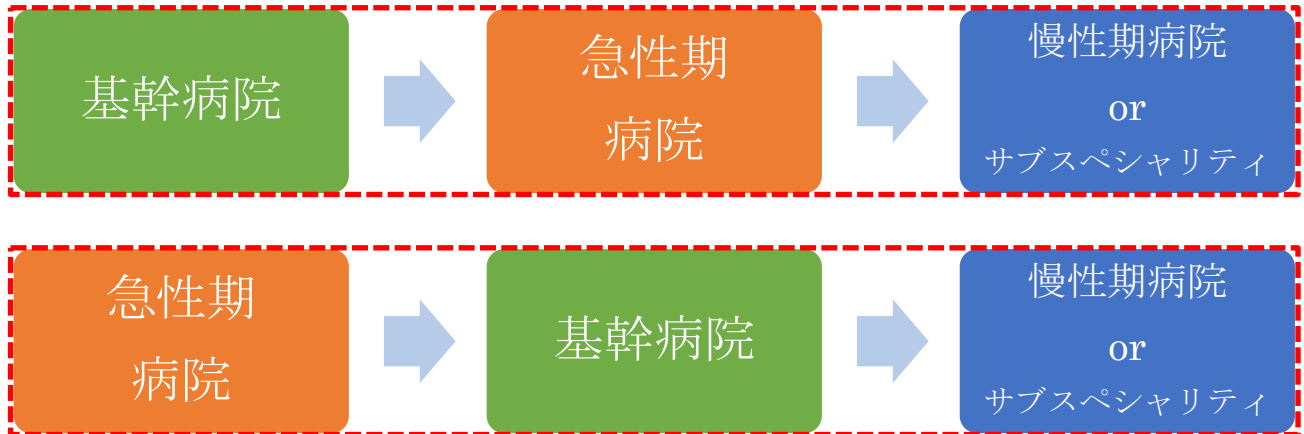 基幹病院
急性期
病院
慢性期病院
or
サブスペシャリティ
急性期
病院
基幹病院
慢性期病院
or
サブスペシャリティ